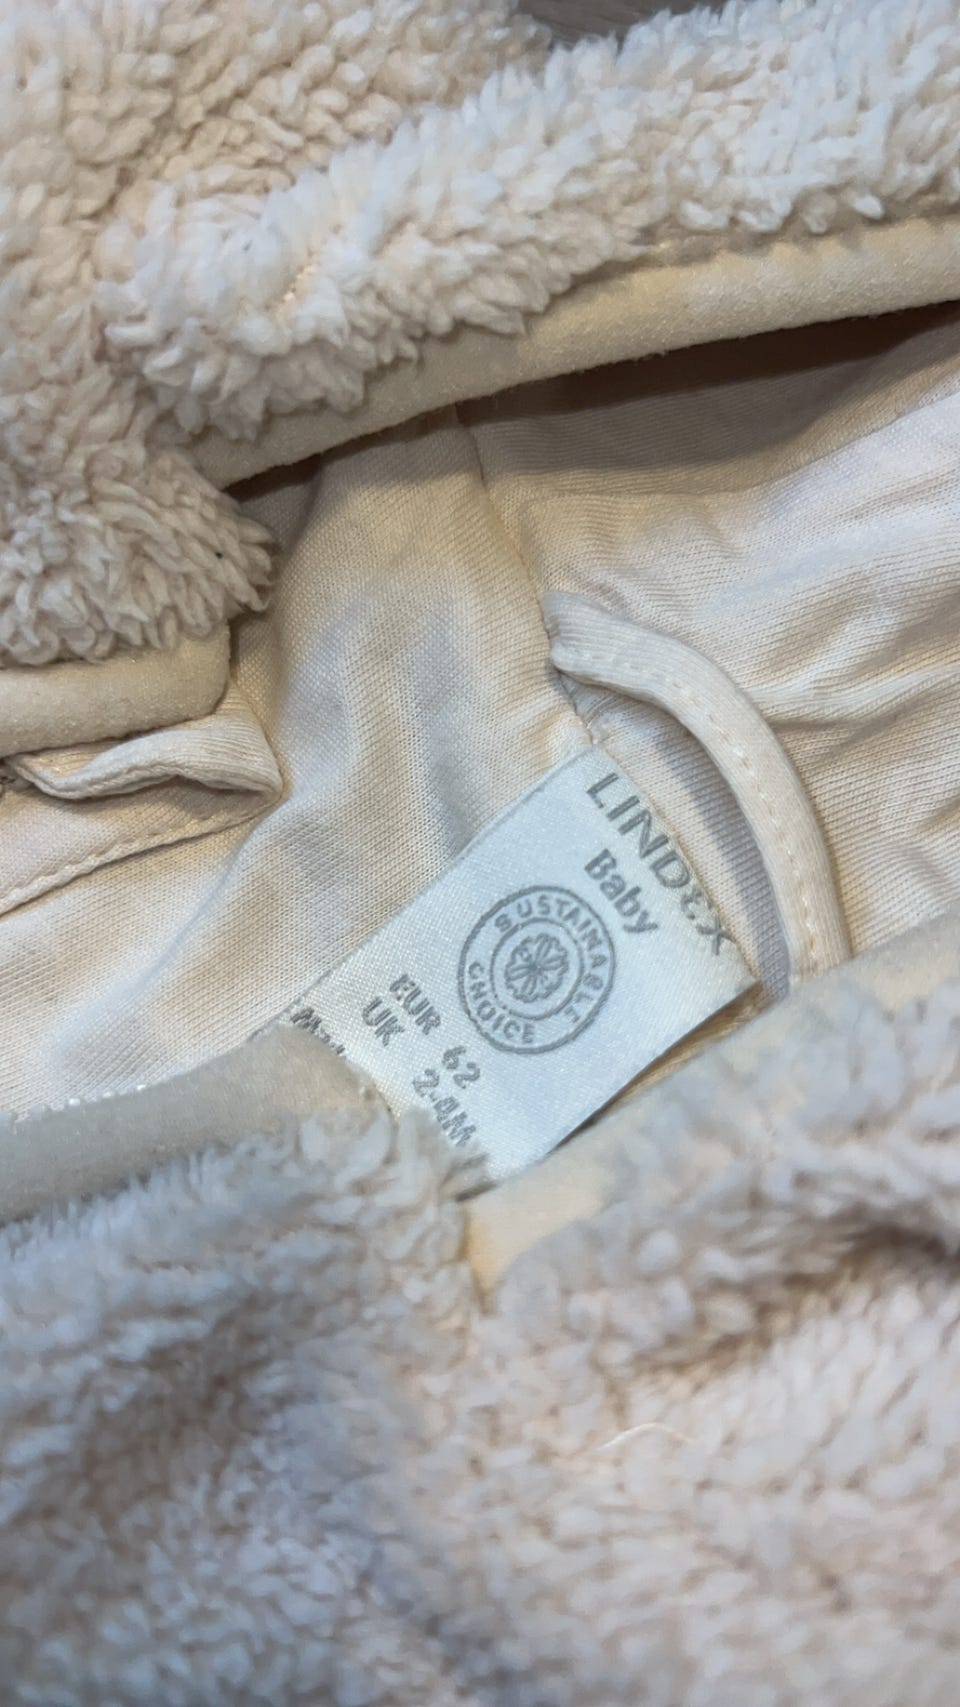 LINDEX
Baby
SUSTAINABLE
CHOICE
EUR 62
UK 2-4M